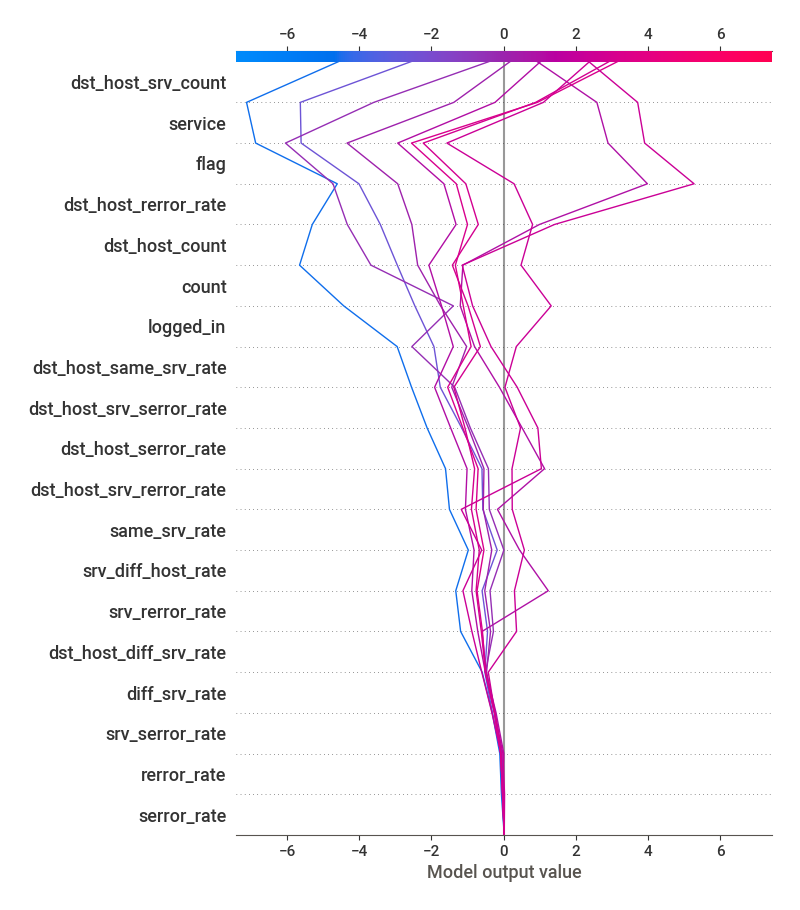 −6 −4 −2 0 2 4 6
dst_host_srv_count
service
flag
dst_host_rerror_rate
dst_host_count
count
logged_in
dst_host_same_srv_rate
dst_host_srv_serror_rate
dst_host_serror_rate
dst_host_srv_rerror_rate
same_srv_rate
srv_diff_host_rate
srv_rerror_rate
dst_host_diff_srv_rate
diff_srv_rate
srv_serror_rate
rerror_rate
serror_rate
−6 −4 −2 0 2 4 6
Model output value